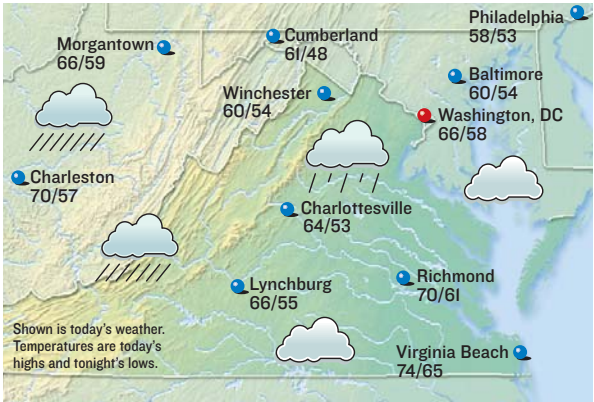 Philadelphia
58/53
Morgantown
66/59
Cumberland
61/48
Baltimore
60/54
Winchester
60/54
Washington, DC
66/58
Charleston
70/57
Charlottesville
64/53
Lynchburg
66/55
Richmond
70/61
Shown is today's weather.
Temperatures are today's
highs and tonight's lows.
Virginia Beach
74/65